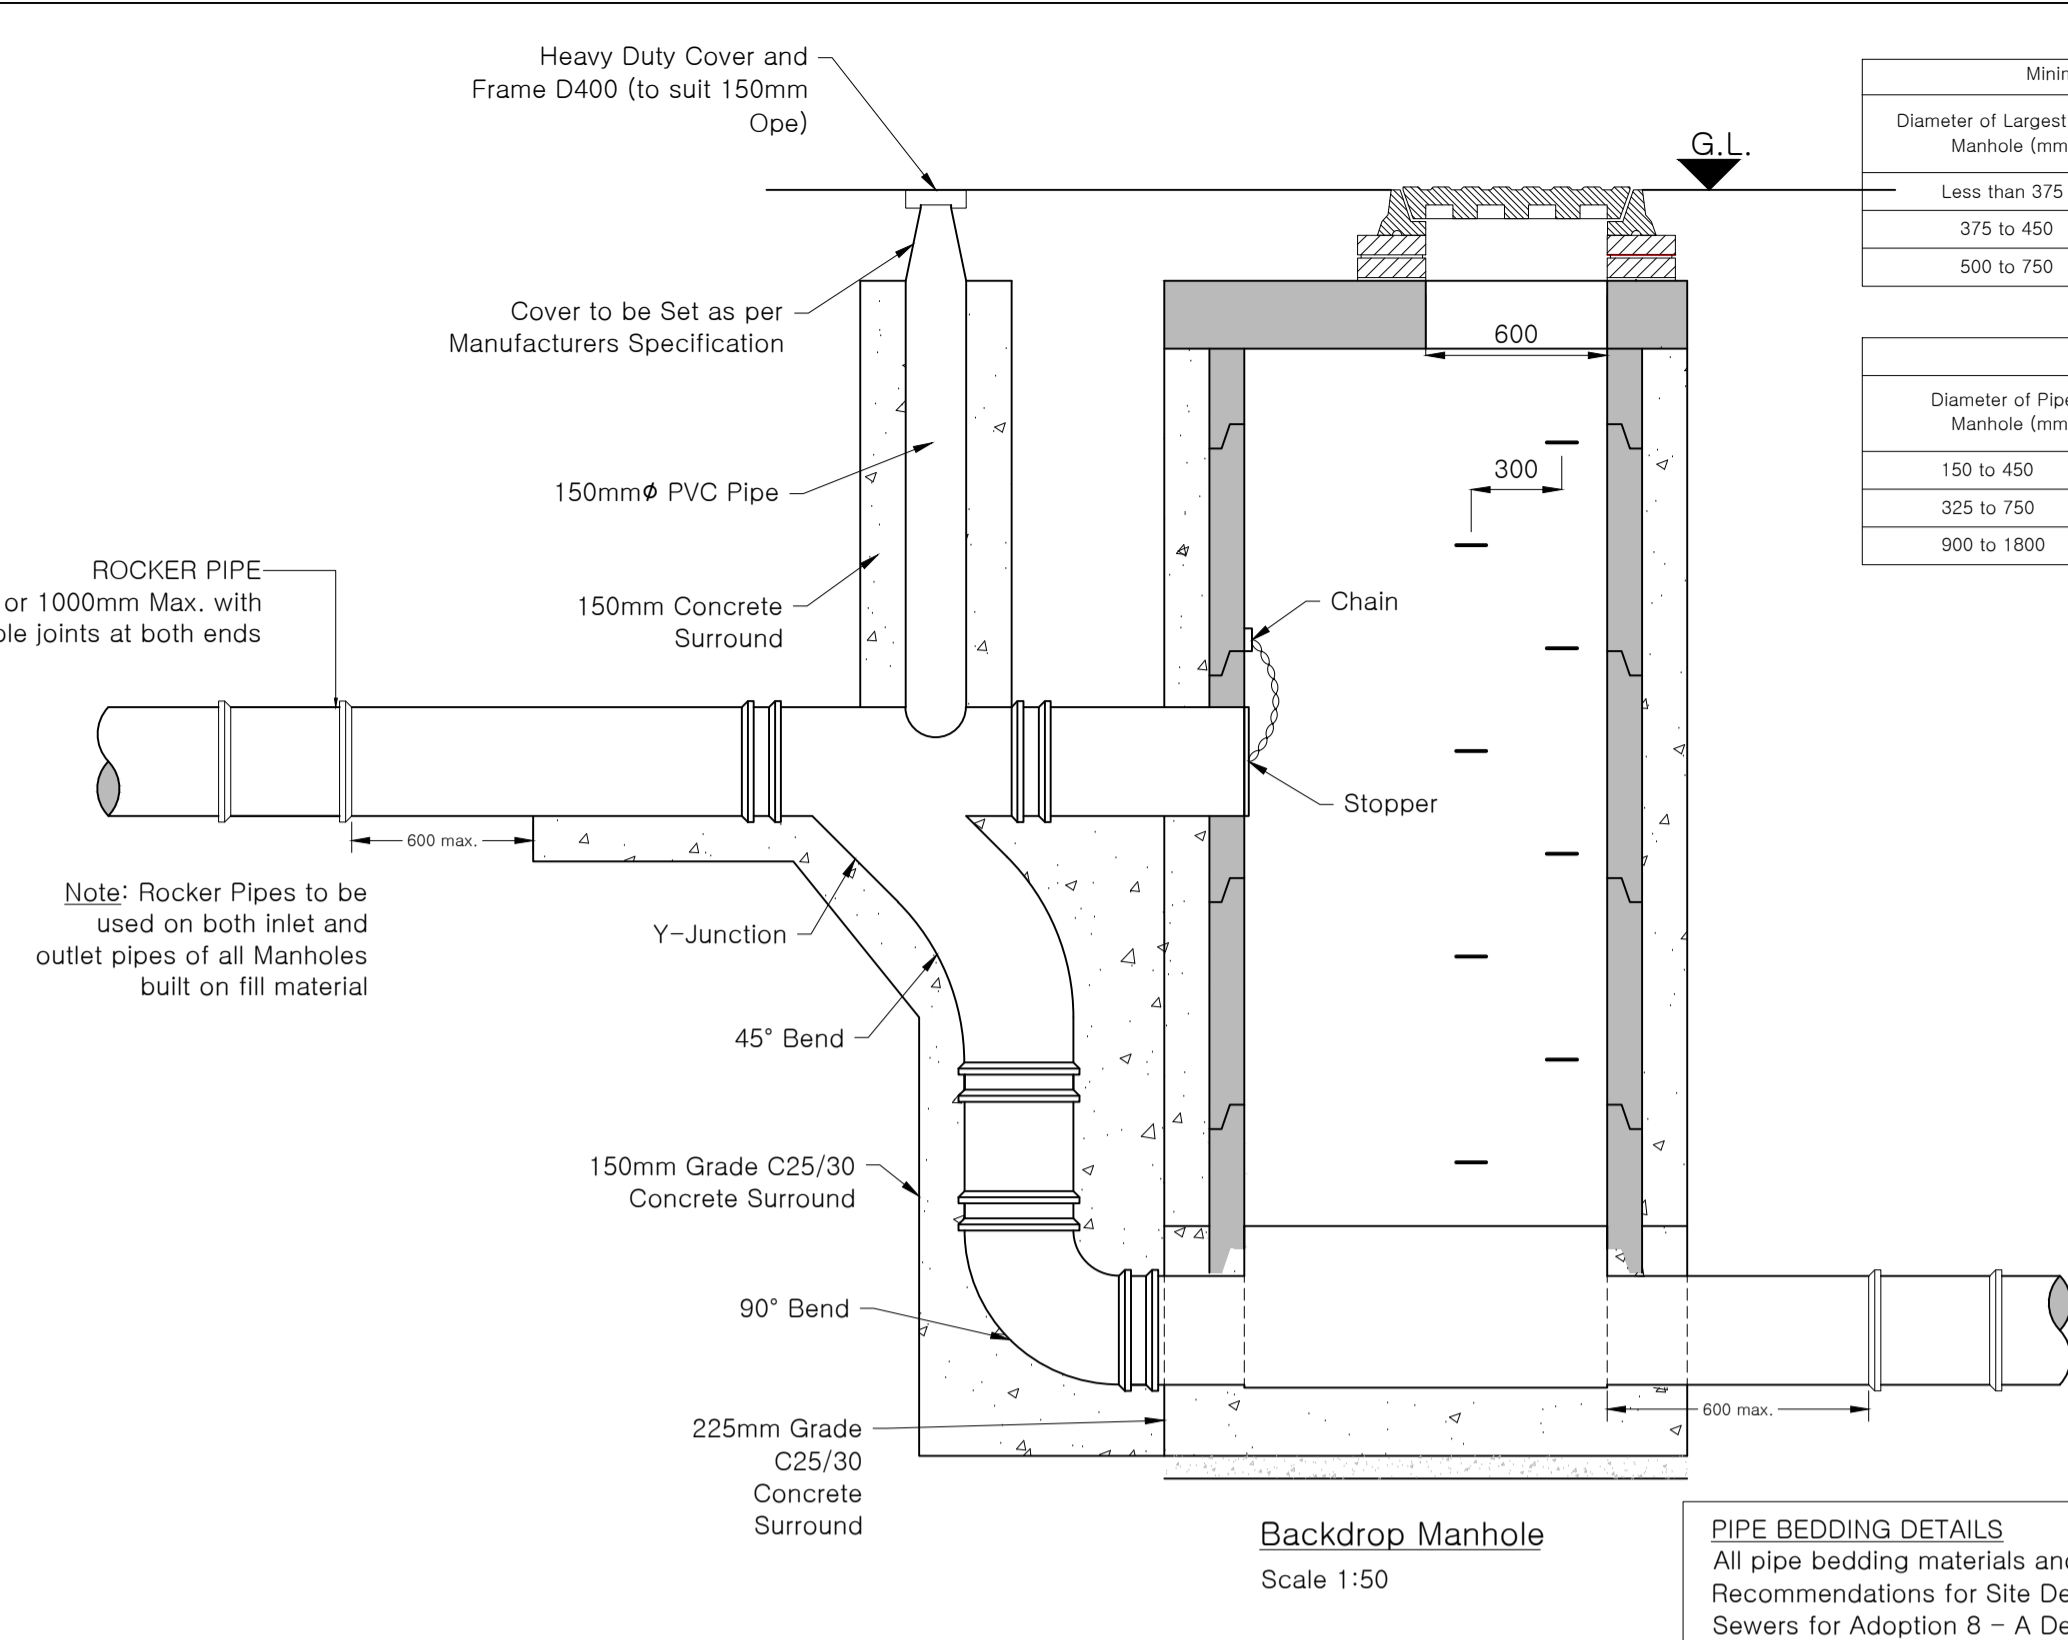 Heavy Duty Cover and
Frame D400 (to suit 150mm
Ope)
G.L.
Diameter of Largest
Manhole (mm
Less than 375
375 to 450
500 to 750
Cover to be Set as per
Manufacturers Specification
600
Diameter of Pipe
Manhole (mm
150 to 450
325 to 750
900 to 1800
300
150mmϕ PVC Pipe
ROCKER PIPE
or 1000mm Max. with
joints at both ends
150mm Concrete
Surround
Chain
Stopper
600 max.
Note: Rocker Pipes to be
used on both inlet and
outlet pipes of all Manholes
built on fill material
Y-Junction
45° Bend
150mm Grade C25/30
Concrete Surround
90° Bend
225mm Grade
C25/30
Concrete
Surround
600 max.
Backdrop Manhole
Scale 1:50
PIPE BEDDING DETAILS
All pipe bedding materials
Recommendations for Site
Sewers for Adoption 8 - A